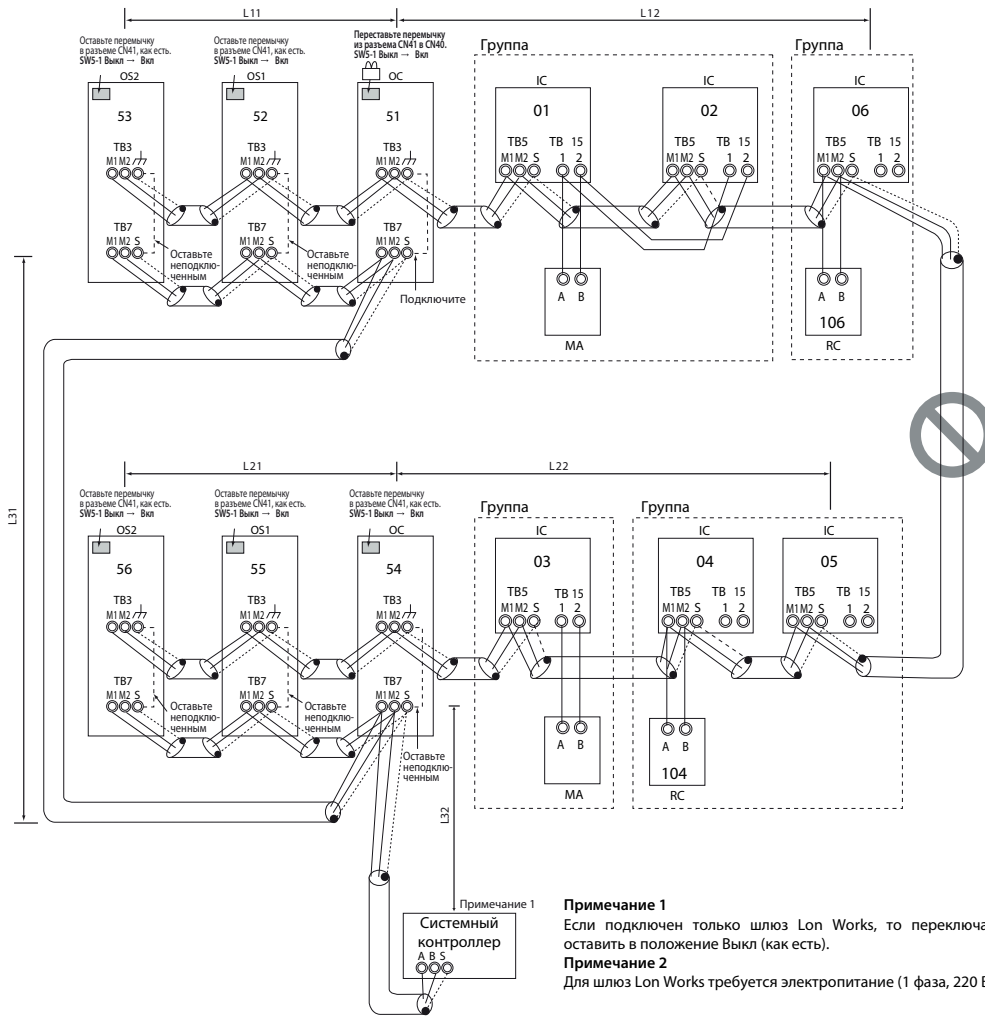 L11
L12
Оставьте перемычку
в разъеме CN41, как есть.
SW5-1 Выкл → Вкл
Оставьте перемычку
в разъеме CN41, как есть.
SW5-1 Выкл → Вкл
Переставьте перемычку
из разъема CN41 в CN40.
SW5-1 Выкл → Вкл
Группа
Группа
OS2
OS1
OC
IC
IC
IC
53
52
51
01
02
06
TB3
TB3
TB3
TB5 TB 15
TB5 TB 15
TB5 TB 15
M1 M2
M1 M2
M1 M2
M1 M2 S 1 2
M1 M2 S 1 2
M1 M2 S 1 2
TB7
TB7
TB7
M1 M2 S
M1 M2 S
M1 M2 S
Оставьте
неподклю-
ченным
Оставьте
неподклю-
ченным
Подключите
A B
MA
A B
106
RC
L31
L21
L22
Оставьте перемычку
в разъеме CN41, как есть.
SW5-1 Выкл → Вкл
Оставьте перемычку
в разъеме CN41, как есть.
SW5-1 Выкл → Вкл
Оставьте перемычку
в разъеме CN41, как есть.
SW5-1 Выкл → Вкл
Группа
Группа
OS2
OS1
OC
IC
IC
IC
56
55
54
03
04
05
TB3
TB3
TB3
TB5 TB 15
TB5 TB 15
TB5 TB 15
M1 M2
M1 M2
M1 M2
M1 M2 S 1 2
M1 M2 S 1 2
M1 M2 S 1 2
TB7
TB7
TB7
M1 M2 S
M1 M2 S
M1 M2 S
Оставьте
неподклю-
ченным
Оставьте
неподклю-
ченным
Оставьте
неподклю-
ченным
A B
MA
A B
104
RC
L32
Примечание 1
Системный
контроллер
A B S
Примечание 1
Если подключен только шлюз Lon Works, то переключа
оставить в положение Выкл (как есть).
Примечание 2
Для шлюз Lon Works требуется электропитание (1 фаза, 220 В